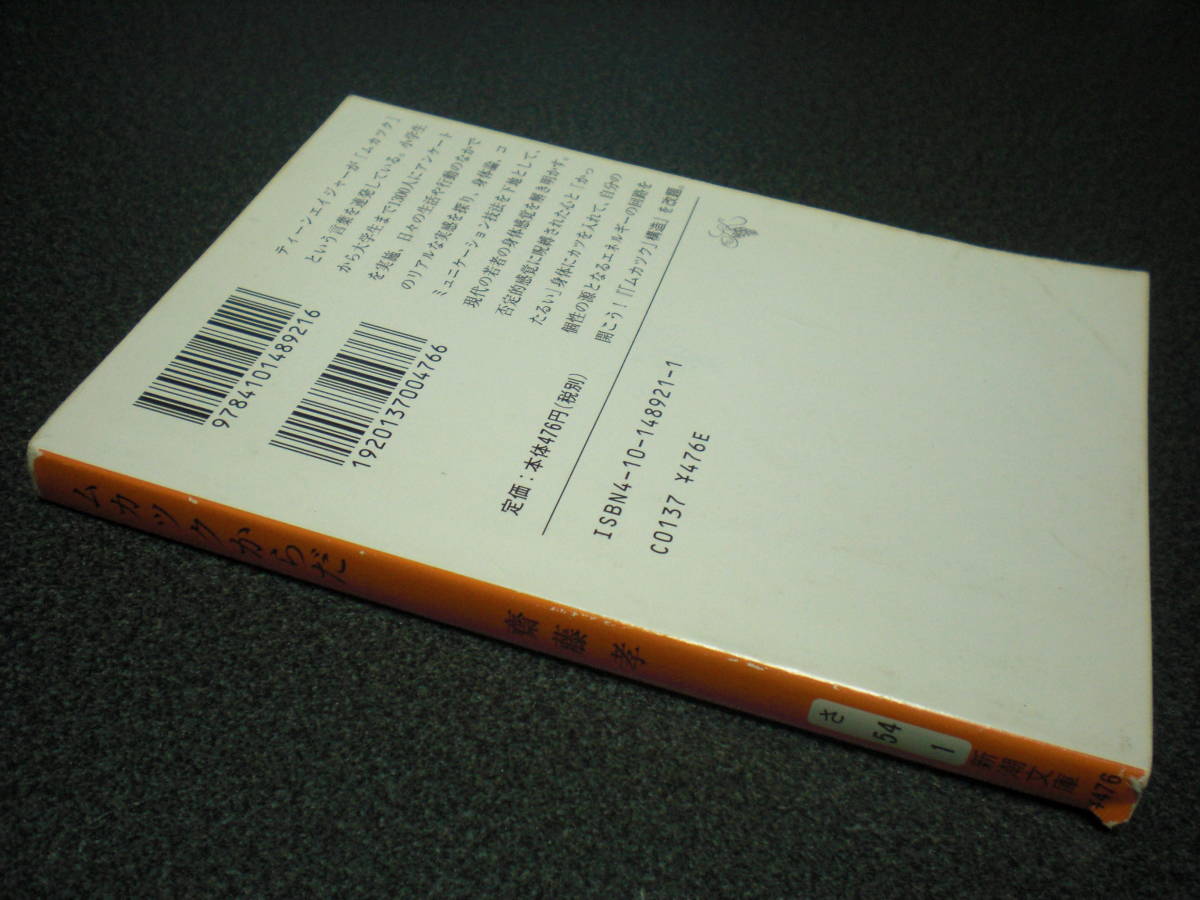 ティーンエイジャーが「ムカツク」
という言葉を連発している。小学生
から大学生まで1300人にアンケート
を実施、日々の生活や行動のなかで
のリアルな実感を探り、身体論、コ
ミュニケーション技法を下敷として、
現代の若者の身体感覚を解き明かす。
否定的感覚に呪縛された心と「かっ
たるい」身体にカツを入れて、自分の
個性の源となるエネルギーの回路を
開こう！『「ムカツク」構造』を改題。
9784101489216
1920137004766
定価：本体476円(税別)
ISBN4-10-148921-1
C0137 ¥476E
ムカツクからだ
齋藤 孝
さ
54
1
新潮文庫
¥476